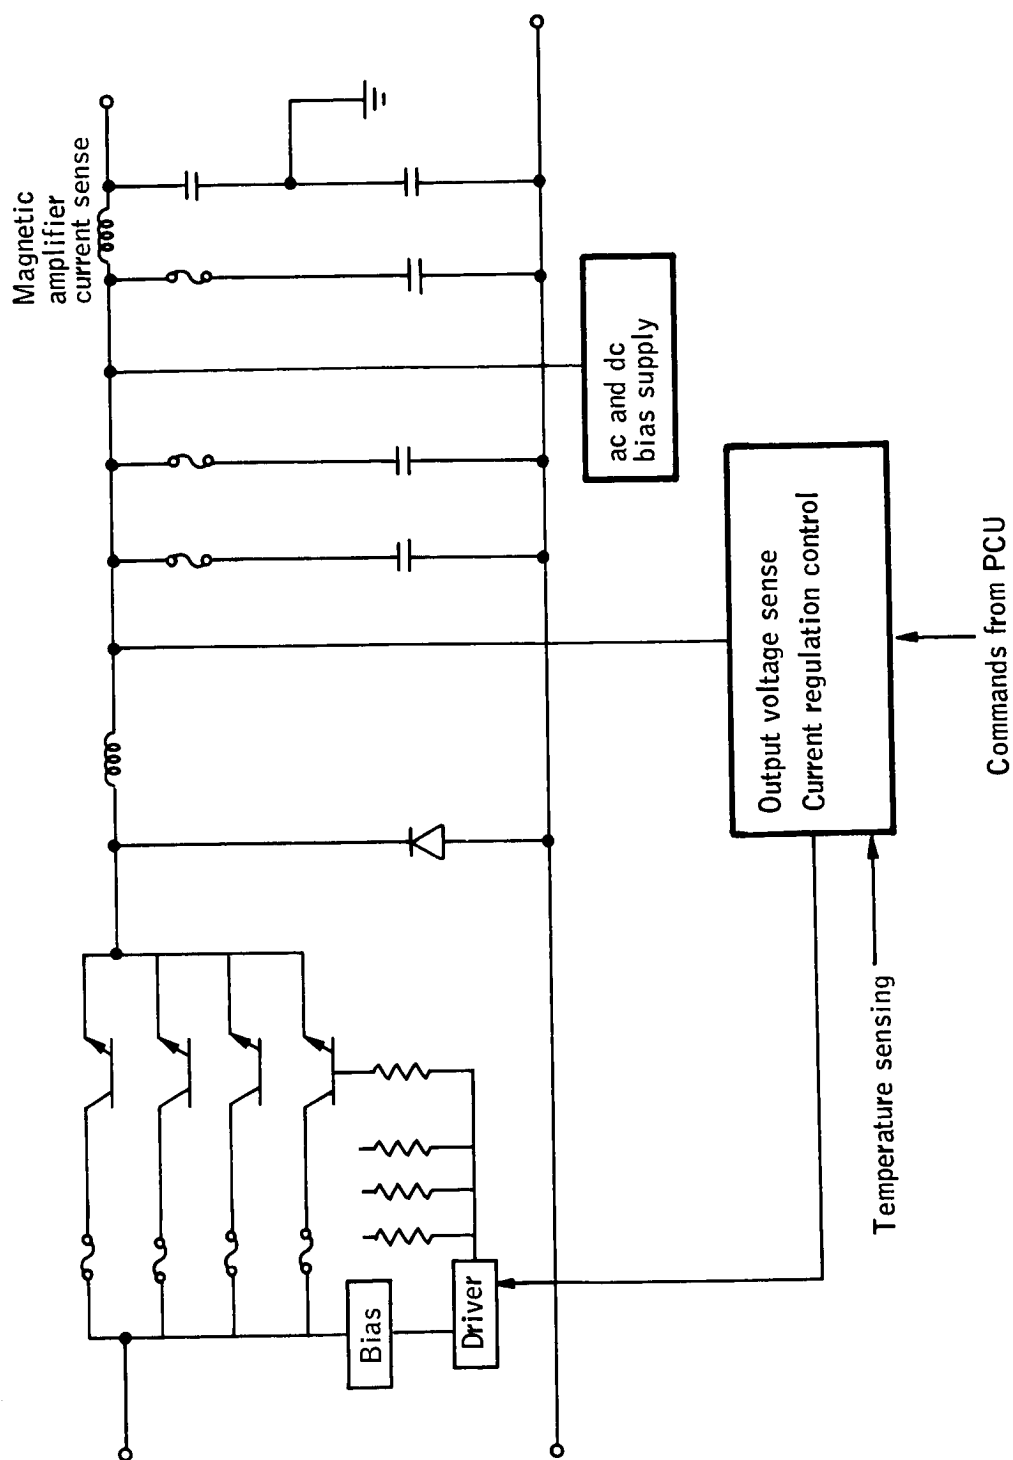 Magnetic
amplifier
current sense
ac and dc
bias supply
Output voltage sense
Current regulation control
Commands from PCU
Temperature sensing
Bias
Driver